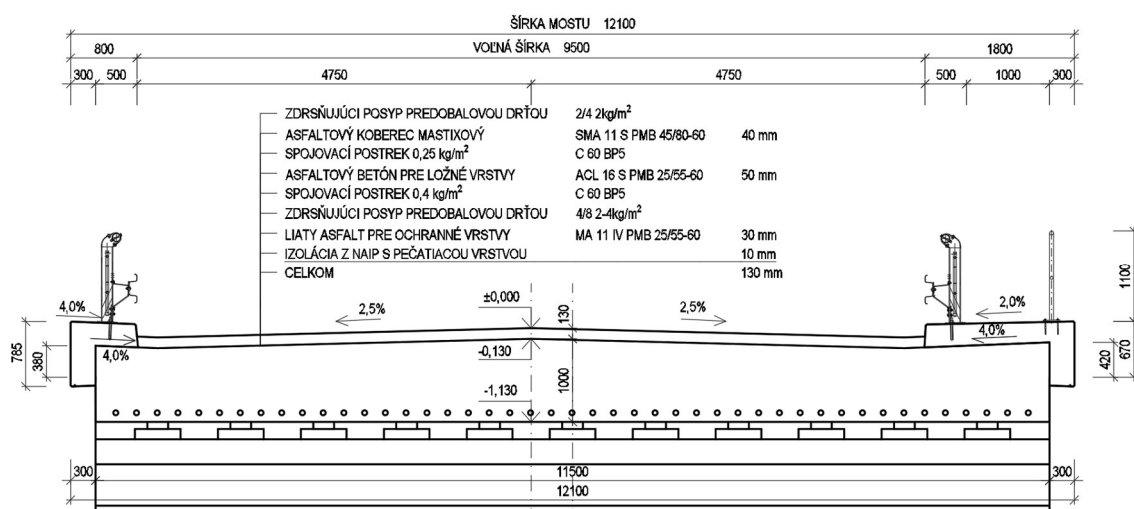 ŠÍRKA MOSTU 12100
800 VOĽNÁ ŠÍRKA 9500 1800
300 500 4750 4750 500 1000 300
ZDRSŇUJÚCI POSYP PREDOBALOVOU DRŤOU 2/4 2kg/m²
ASFALTOVÝ KOBEREC MASTIXOVÝ SMA 11 S PMB 45/80-60 40 mm
SPOJOVACÍ POSTREK 0,25 kg/m² C 60 BP5
ASFALTOVÝ BETÓN PRE LOŽNÉ VRSTVY ACL 16 S PMB 25/55-60 50 mm
SPOJOVACÍ POSTREK 0,4 kg/m² C 60 BP5
ZDRSŇUJÚCI POSYP PREDOBALOVOU DRŤOU 4/8 2-4kg/m²
LIATY ASFALT PRE OCHRANNÉ VRSTVY MA 11 IV PMB 25/55-60 30 mm
IZOLÁCIA Z NAIP S PEČATIACOU VRSTVOU 10 mm
CELKOM 130 mm
1100
4,0% 2,5% ±0,000 130 2,5% 2,0%
4,0% 4,0%
785 380 -0,130 420 670
-1,130 1000
300 11500 300
12100